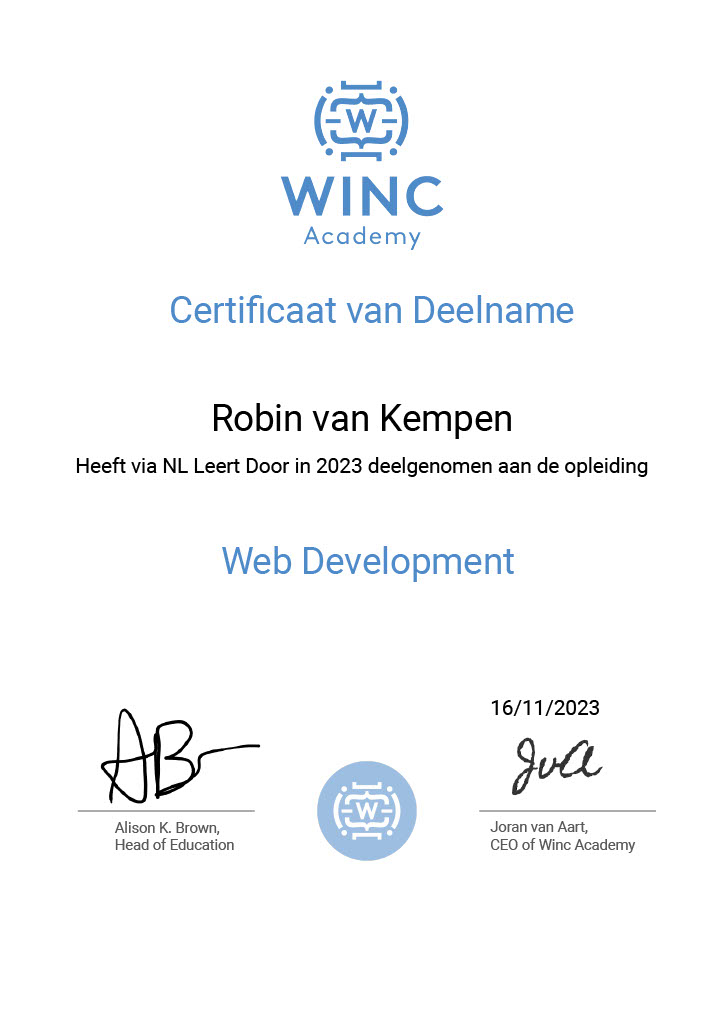 W
WINC
Academy
Certificaat van Deelname
Robin van Kempen
Heeft via NL Leert Door in 2023 deelgenomen aan de opleiding
Web Development
16/11/2023
AB
JvA
Alison K. Brown,
Head of Education
W
Joran van Aart,
CEO of Winc Academy